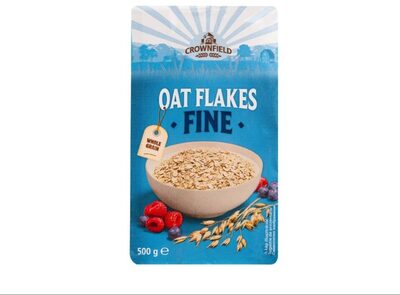 CROWNFIELD
OAT FLAKES
• FINE •
WHOLE
GRAIN
500 g ℮